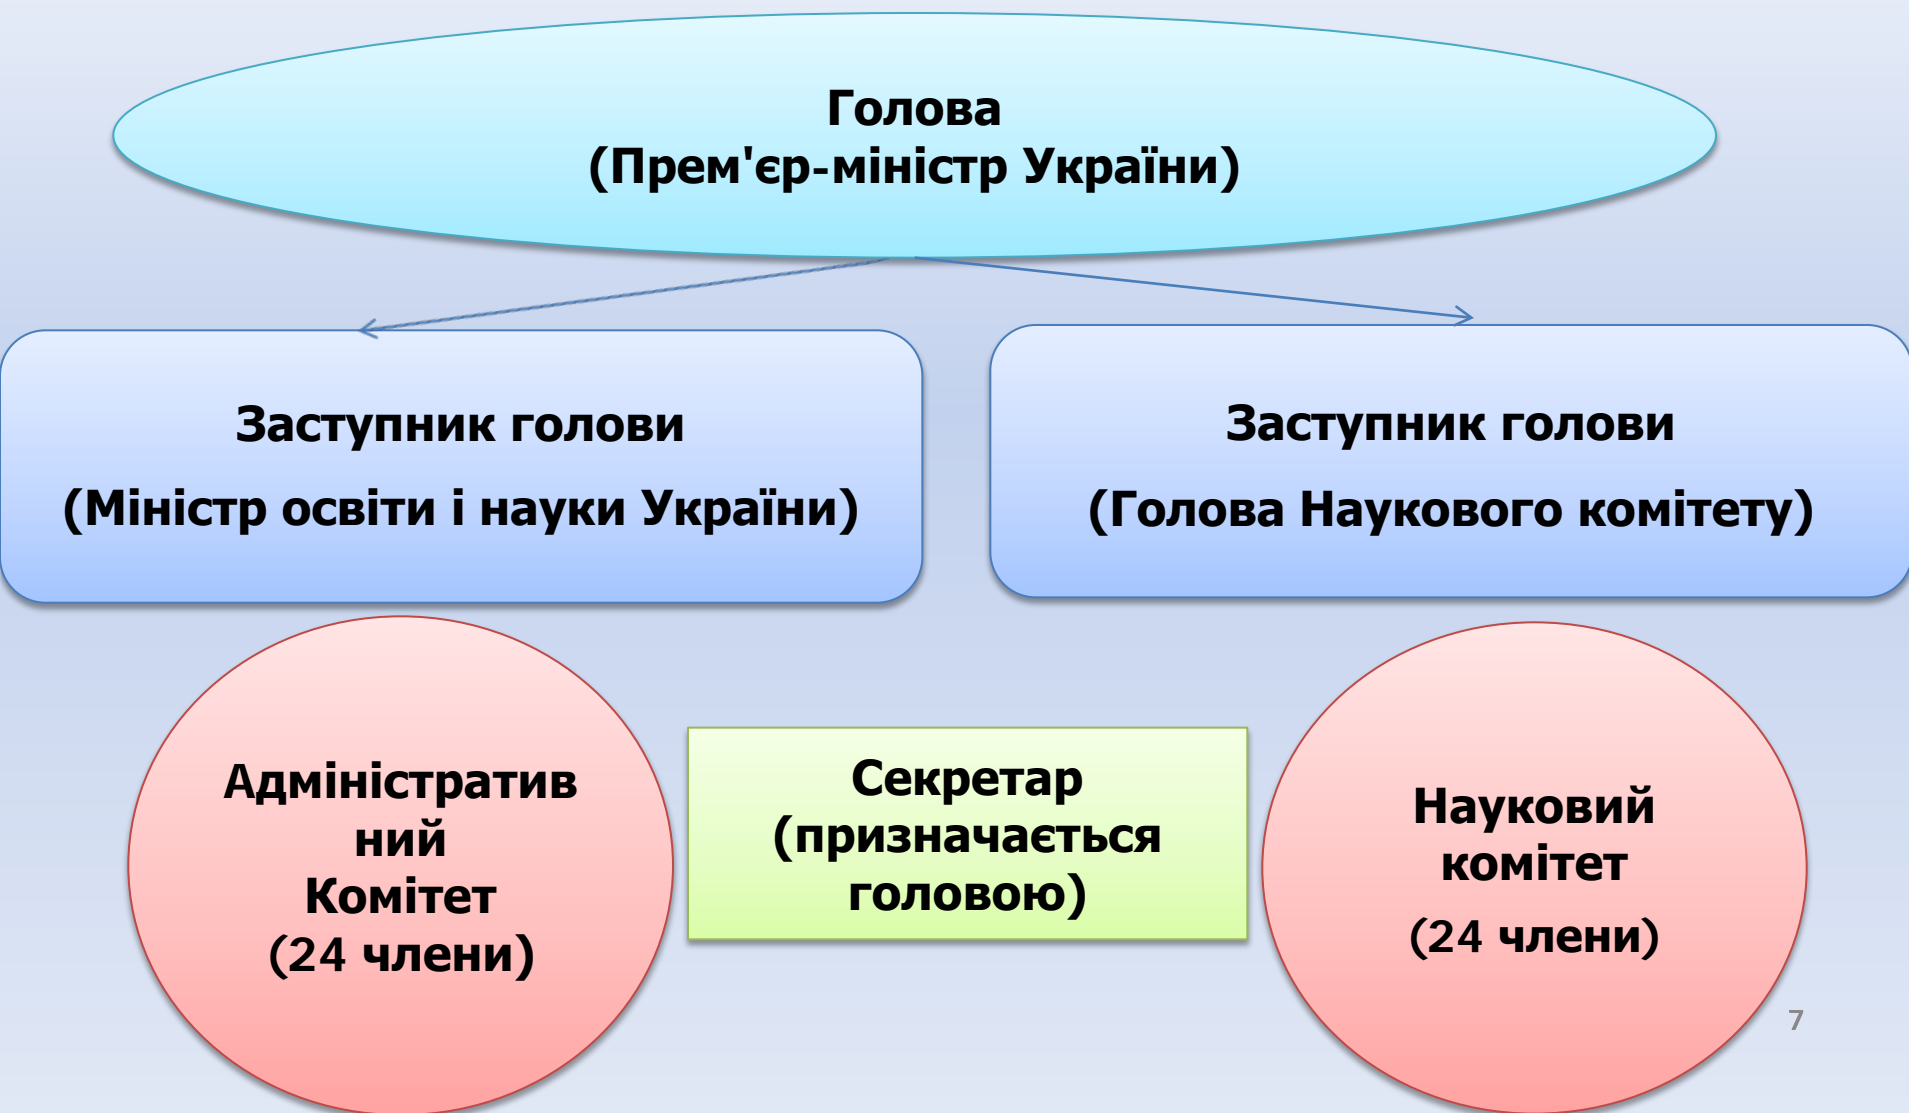 Голова
(Прем'єр-міністр України)
Заступник голови
(Міністр освіти і науки України)
Заступник голови
(Голова Наукового комітету)
Адміністратив
ний
Комітет
(24 члени)
Секретар
(призначається
головою)
Науковий
комітет
(24 члени)
7